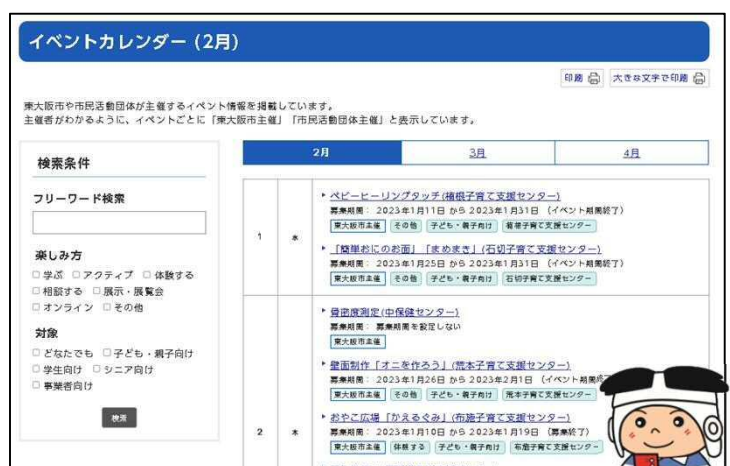 イベントカレンダー (2月)
印刷 大きな文字で印刷
東大阪市や市民活動団体が主催するイベント情報を掲載しています。
主催者がわかるように、イベントごとに「東大阪市主催」「市民活動団体主催」と表示しています。
検索条件
フリーワード検索
楽しみ方
学ぶ アクティブ 体験する
相談する 展示・展覧会
オンライン その他
対象
どなたでも 子ども・親子向け
学生向け シニア向け
事業者向け
検索
2月 3月 4月
1 水
ベビーヒーリングタッチ(楠根子育て支援センター)
募集期間： 2023年1月11日 から 2023年1月31日 （イベント期間終了）
東大阪市主催 その他 子ども・親子向け 楠根子育て支援センター
「簡単おにのお面」「まめまき」(石切子育て支援センター)
募集期間： 2023年1月25日 から 2023年1月31日 （イベント期間終了）
東大阪市主催 その他 子ども・親子向け 石切子育て支援センター
2 木
骨密度測定(中保健センター)
募集期間： 募集期間を設定しない
東大阪市主催
壁面制作「オニを作ろう」(荒本子育て支援センター)
募集期間： 2023年1月26日 から 2023年2月1日 （イベント期間終
東大阪市主催 その他 子ども・親子向け 荒本子育て支援センター
おやこ広場「かえるぐみ」(布施子育て支援センター)
募集期間： 2023年1月10日 から 2023年1月19日 （募集終了）
東大阪市主催 体験する 子ども・親子向け 布施子育て支援センター